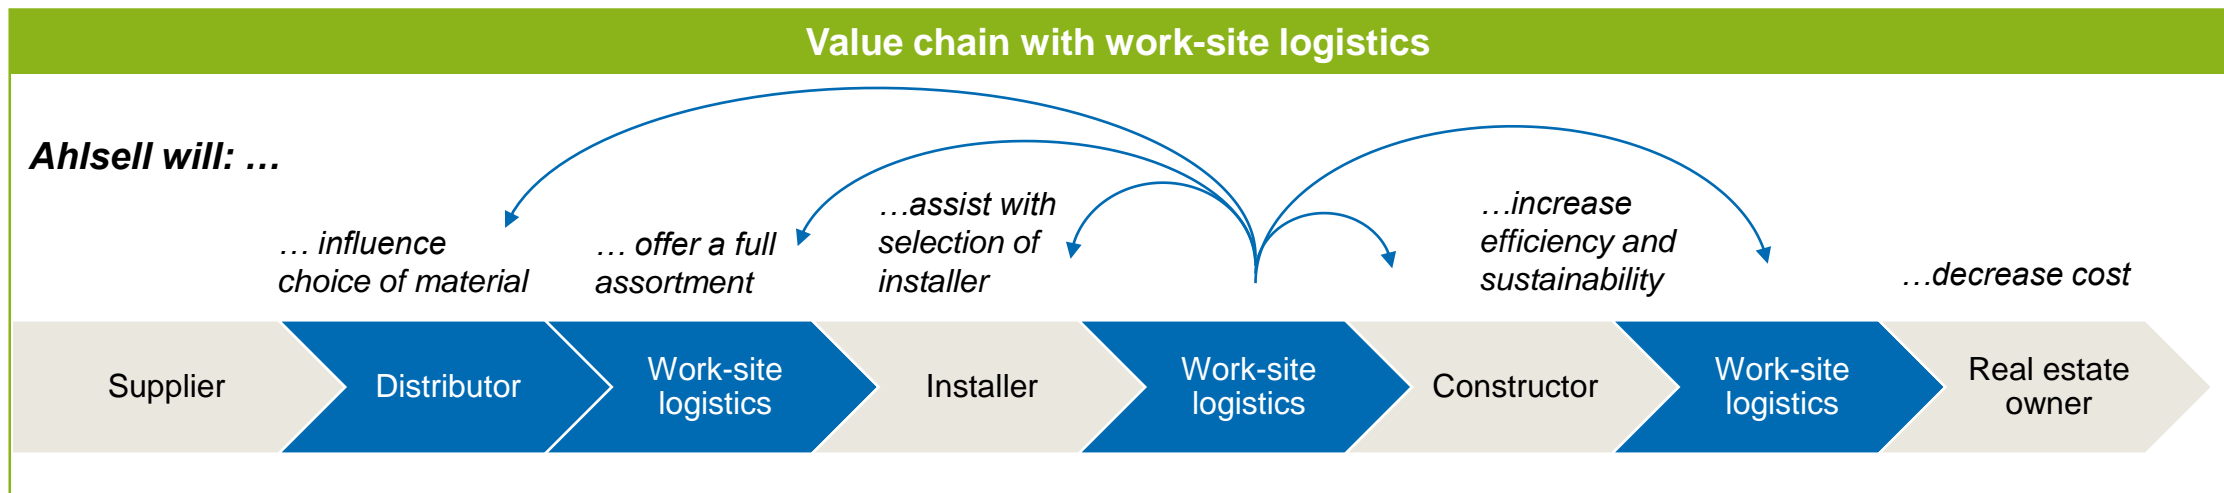 Value chain with work-site logistics
Ahlsell will: …
… influence
choice of material
… offer a full
assortment
…assist with
selection of
installer
…increase
efficiency and
sustainability
…decrease cost
Supplier
Distributor
Work-site
logistics
Installer
Work-site
logistics
Constructor
Work-site
logistics
Real estate
owner